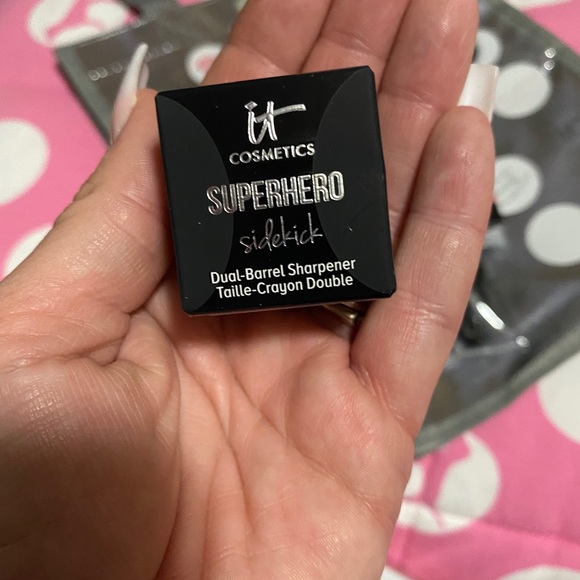 it
COSMETICS
SUPERHERO
sidekick
Dual-Barrel Sharpener
Taille-Crayon Double